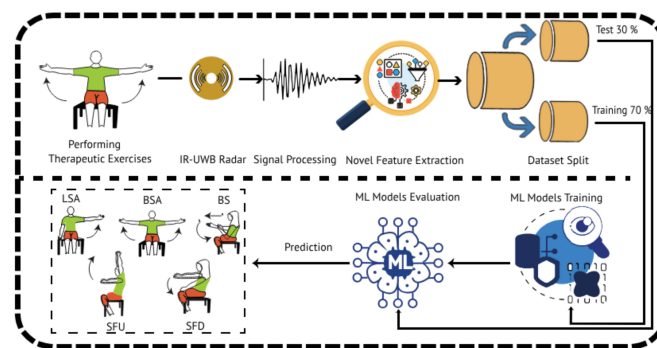 Test 30 %
Training 70 %
Performing
Therapeutic Exercises
IR-UWB Radar
Signal Processing
Novel Feature Extraction
Dataset Split
LSA
BSA
BS
SFU
SFD
Prediction
ML Models Evaluation
ML
ML Models Training